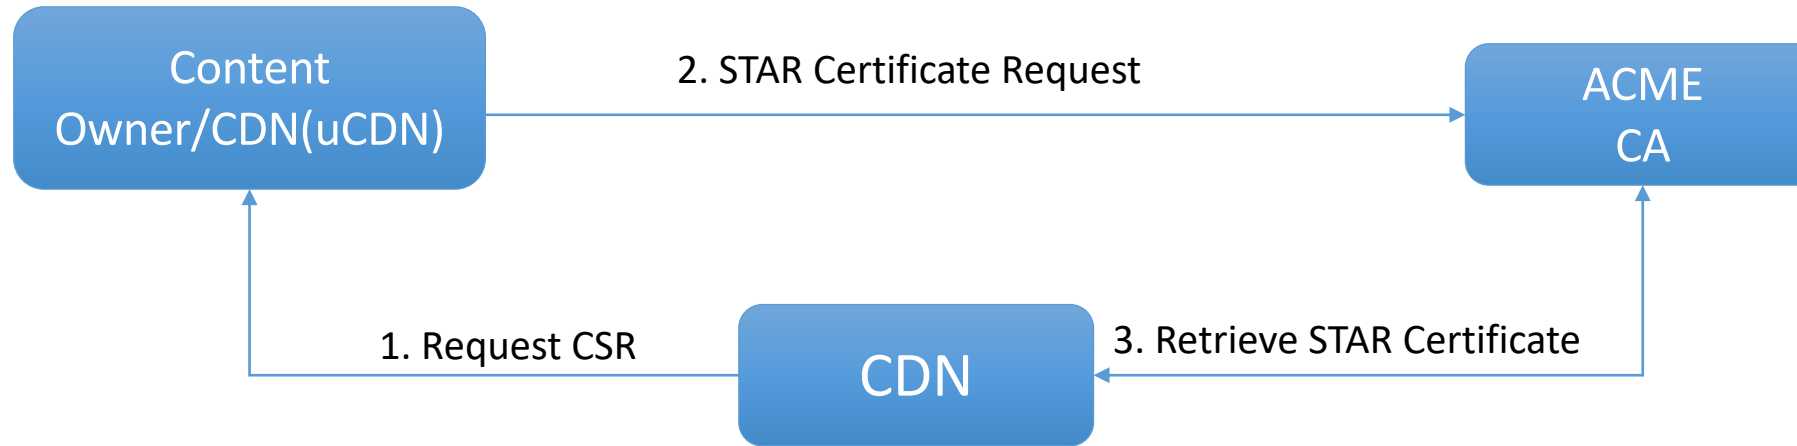 Content
Owner/CDN(uCDN)
2. STAR Certificate Request
ACME
CA
1. Request CSR
CDN
3. Retrieve STAR Certificate